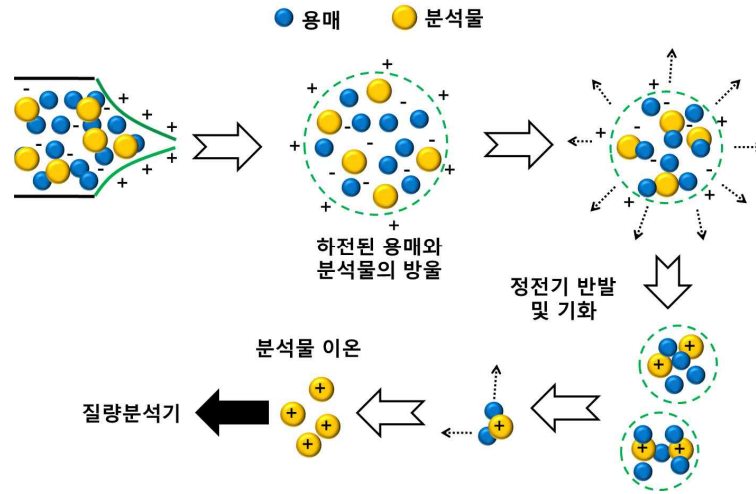 용매
분석물
하전된 용매와
분석물의 방울
정전기 반발
및 기화
분석물 이온
질량분석기